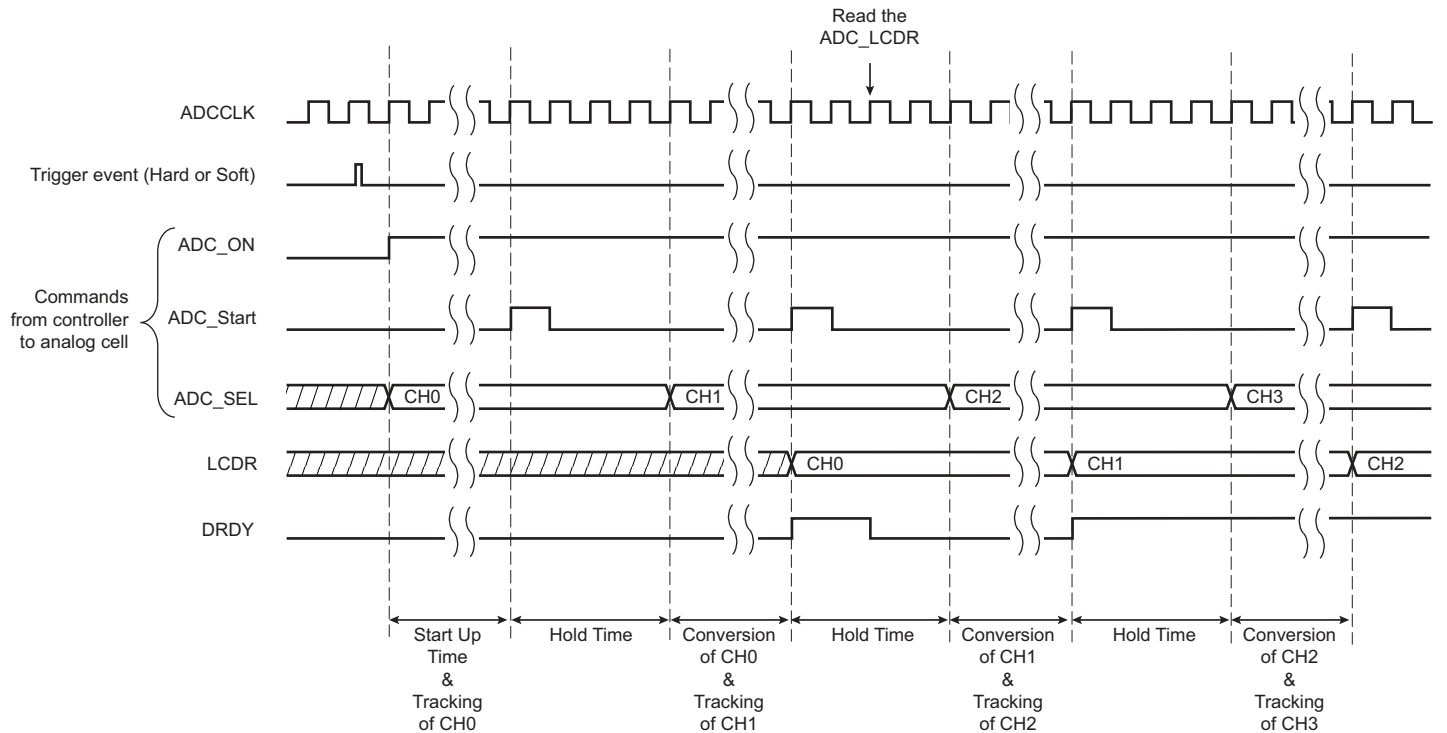 Read the
ADC_LCDR
ADCCLK
Trigger event (Hard or Soft)
ADC_ON
Commands
from controller
to analog cell
ADC_Start
ADC_SEL
CH0
CH1
CH2
CH3
LCDR
CH0
CH1
CH2
DRDY
Start Up
Time
&
Tracking
of CH0
Hold Time
Conversion
of CH0
&
Tracking
of CH1
Hold Time
Conversion
of CH1
&
Tracking
of CH2
Hold Time
Conversion
of CH2
&
Tracking
of CH3